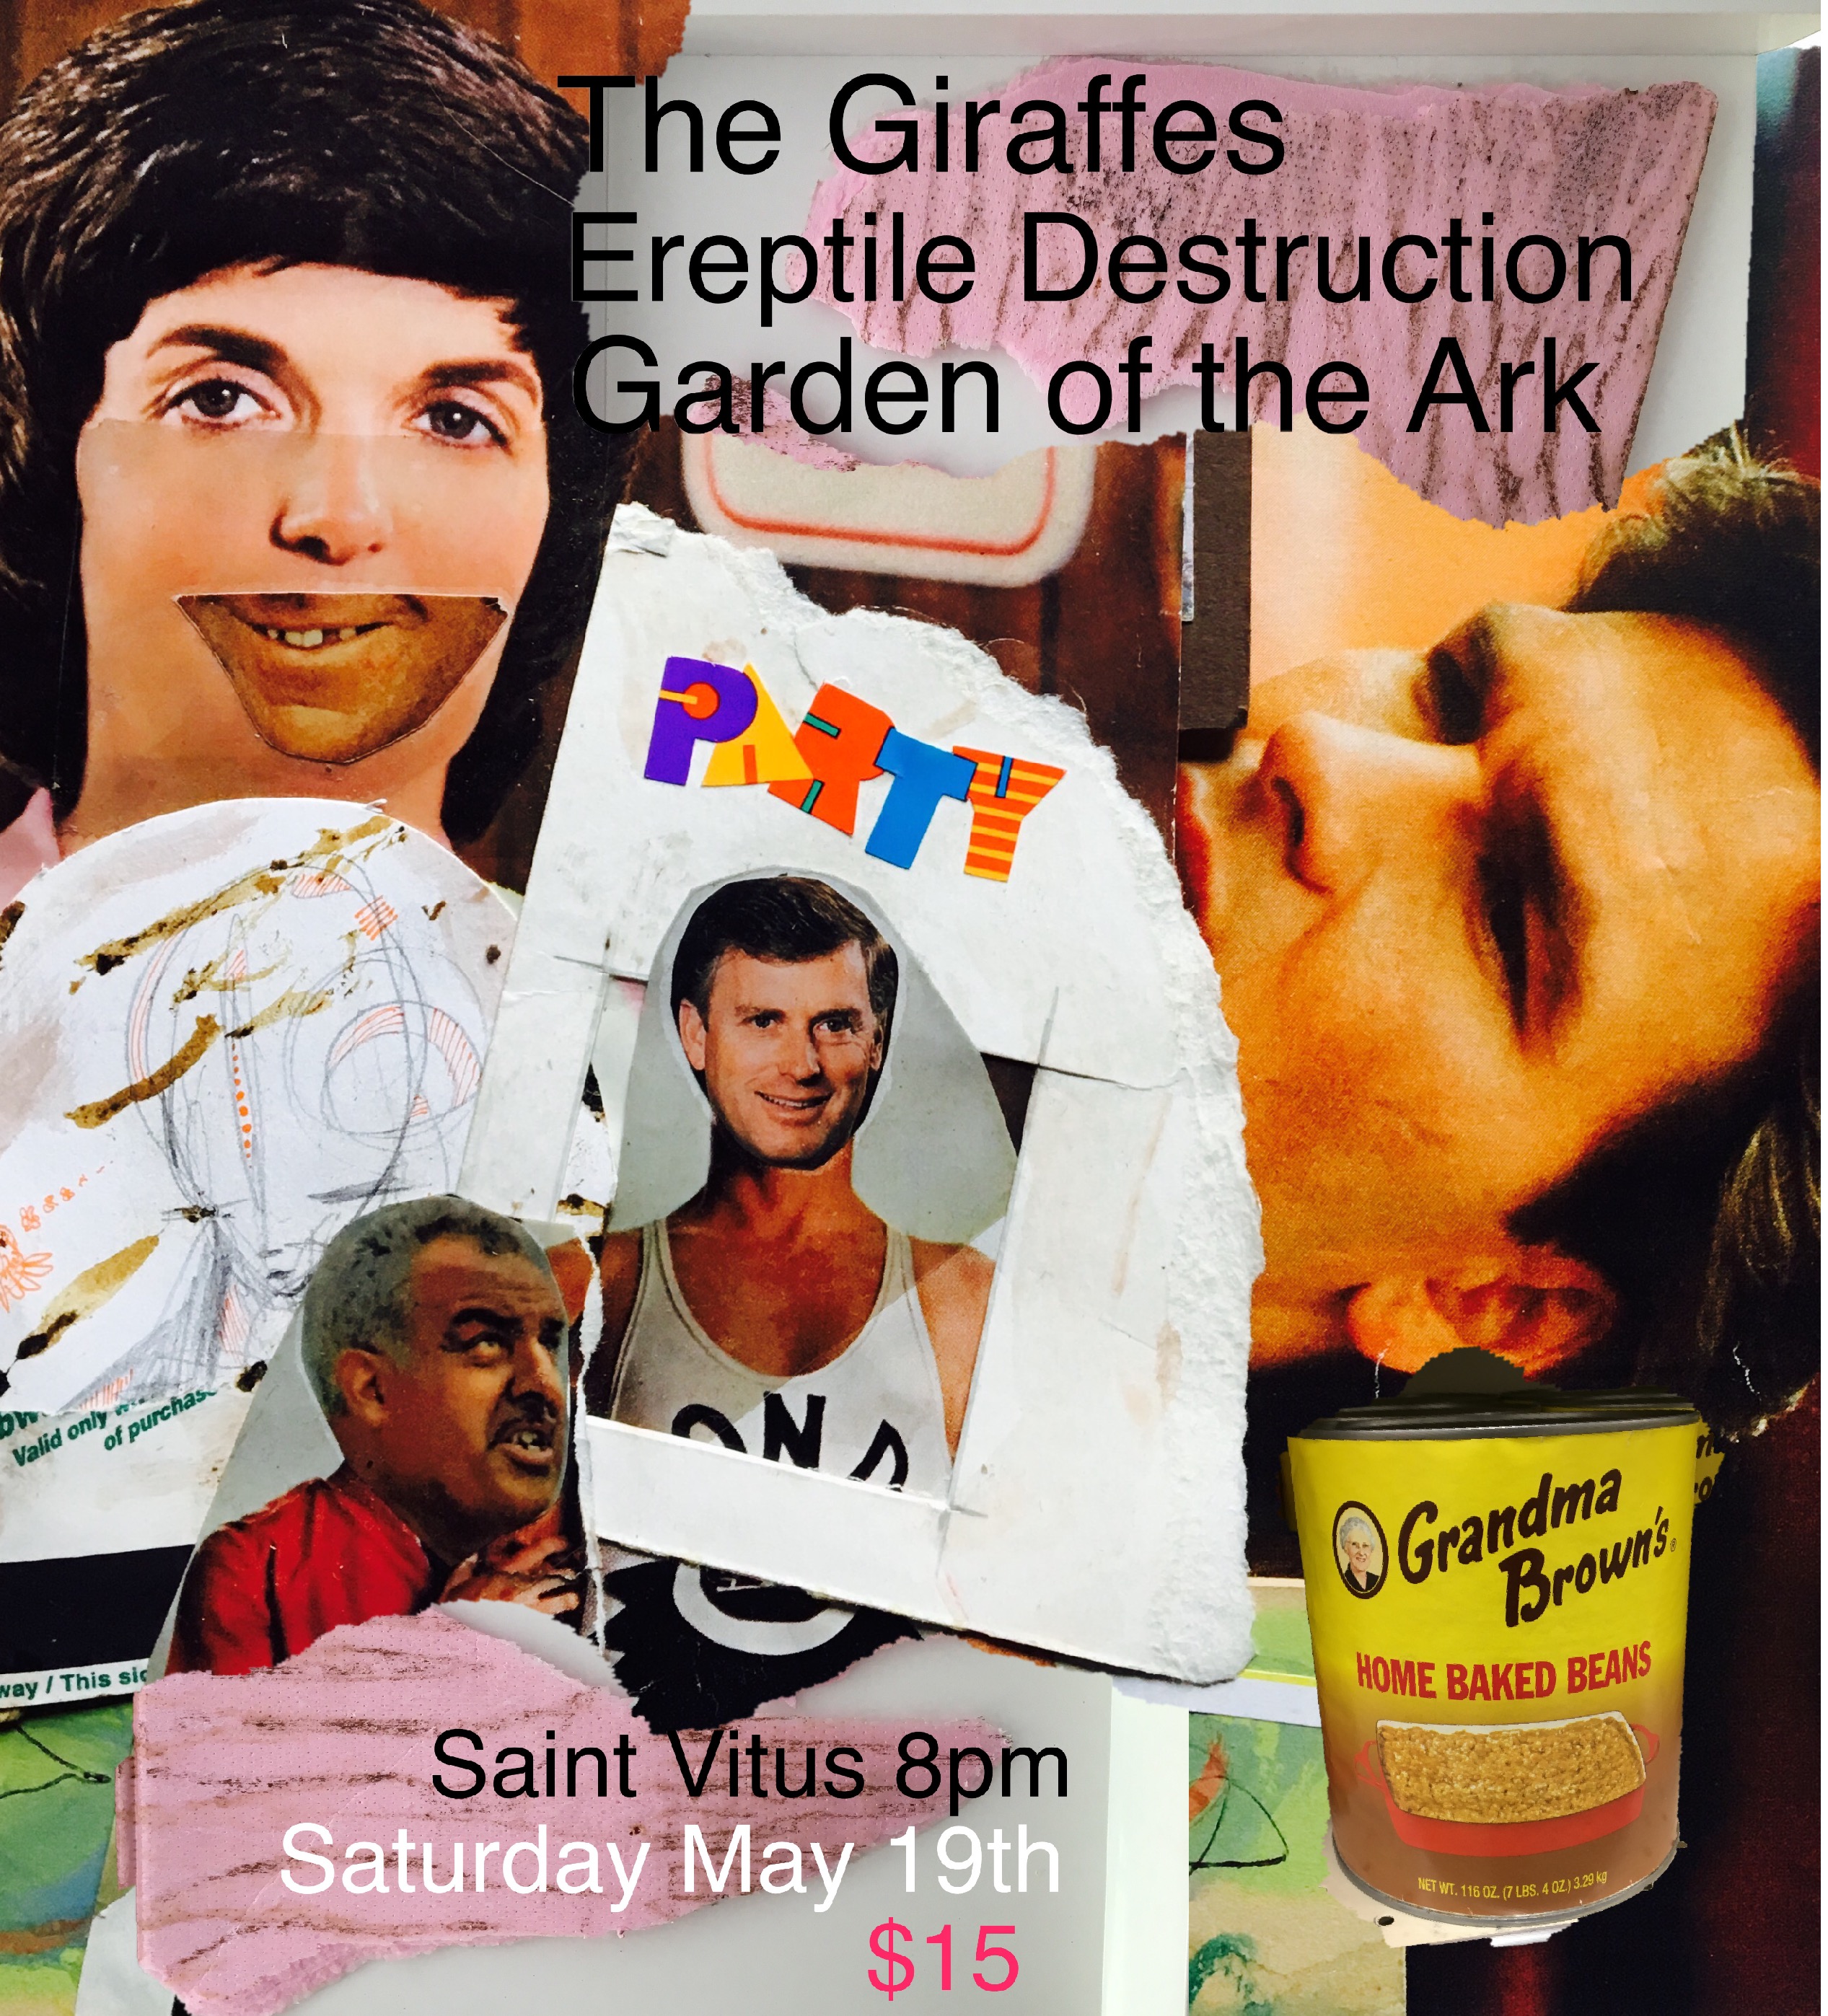 The Giraffes
Ereptile Destruction
Garden of the Ark
PARTY
Valid only
of purchase
way / This
Grandma
Brown's
HOME BAKED BEANS
NET WT. 116 OZ. (7 LBS. 4 OZ.) 3.29 kg
Saint Vitus 8pm
Saturday May 19th
$15